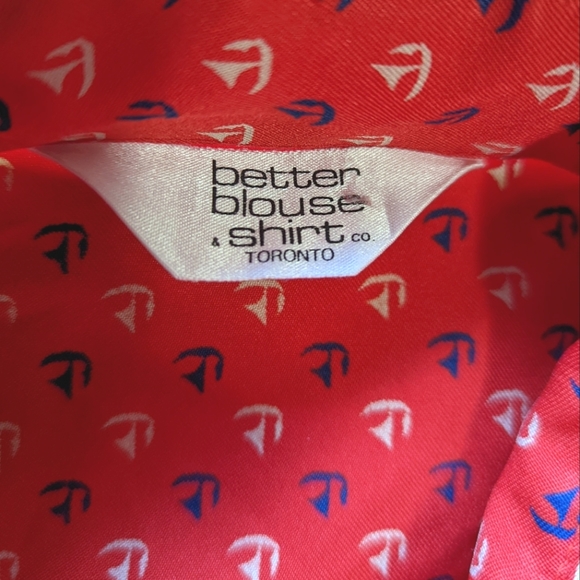 better
blouse
& shirt co.
TORONTO